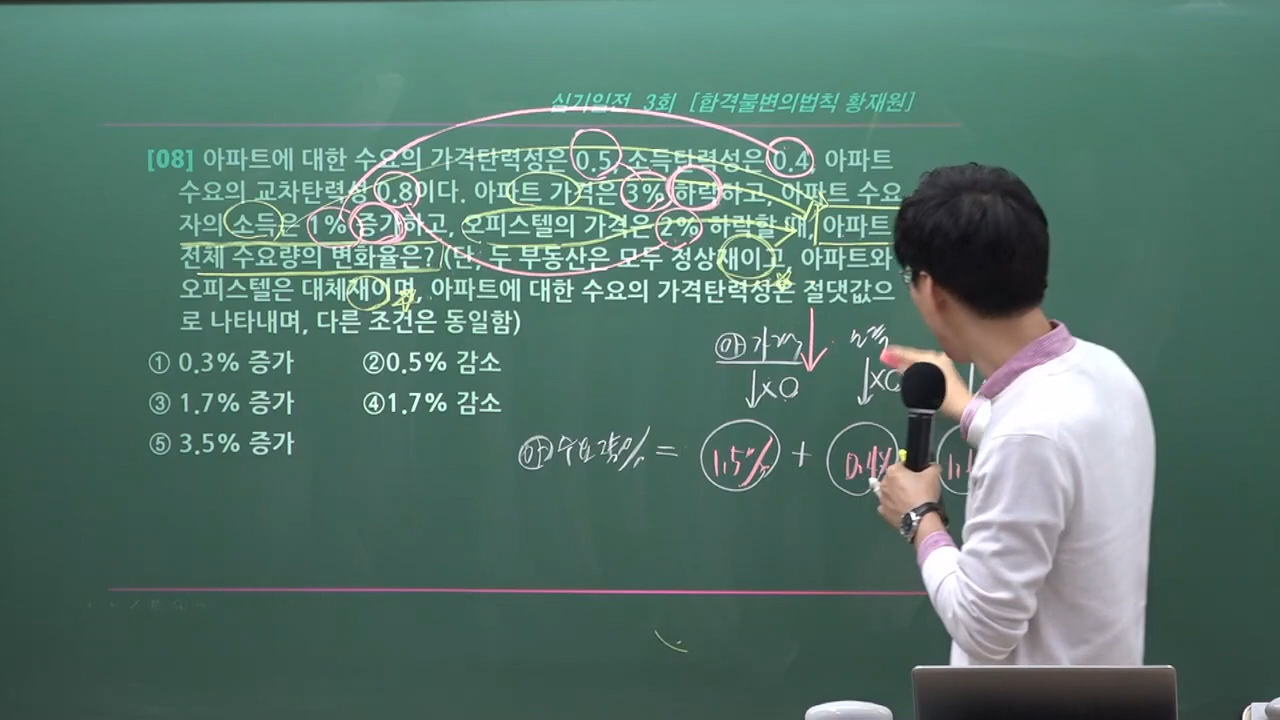 심기일전 3회 [합격불변의법칙 황재원]
[08] 아파트에 대한 수요의 가격탄력성은 0.5, 소득탄력성은 0.4, 아파트
수요의 교차탄력성 0.8이다. 아파트 가격은 3% 하락하고, 아파트 수요
자의 소득은 1% 증가하고, 오피스텔의 가격은 2% 하락할 때, 아파트
전체 수요량의 변화율은? (단, 두 부동산은 모두 정상재이고, 아파트와
오피스텔은 대체재이며, 아파트에 대한 수요의 가격탄력성은 절댓값으
로 나타내며, 다른 조건은 동일함)
① 0.3% 증가 ②0.5% 감소
③ 1.7% 증가 ④1.7% 감소
⑤ 3.5% 증가
아 가격↓ 소득
↓×○ ↓×
아 수요량% = 1.5% + 0.4%